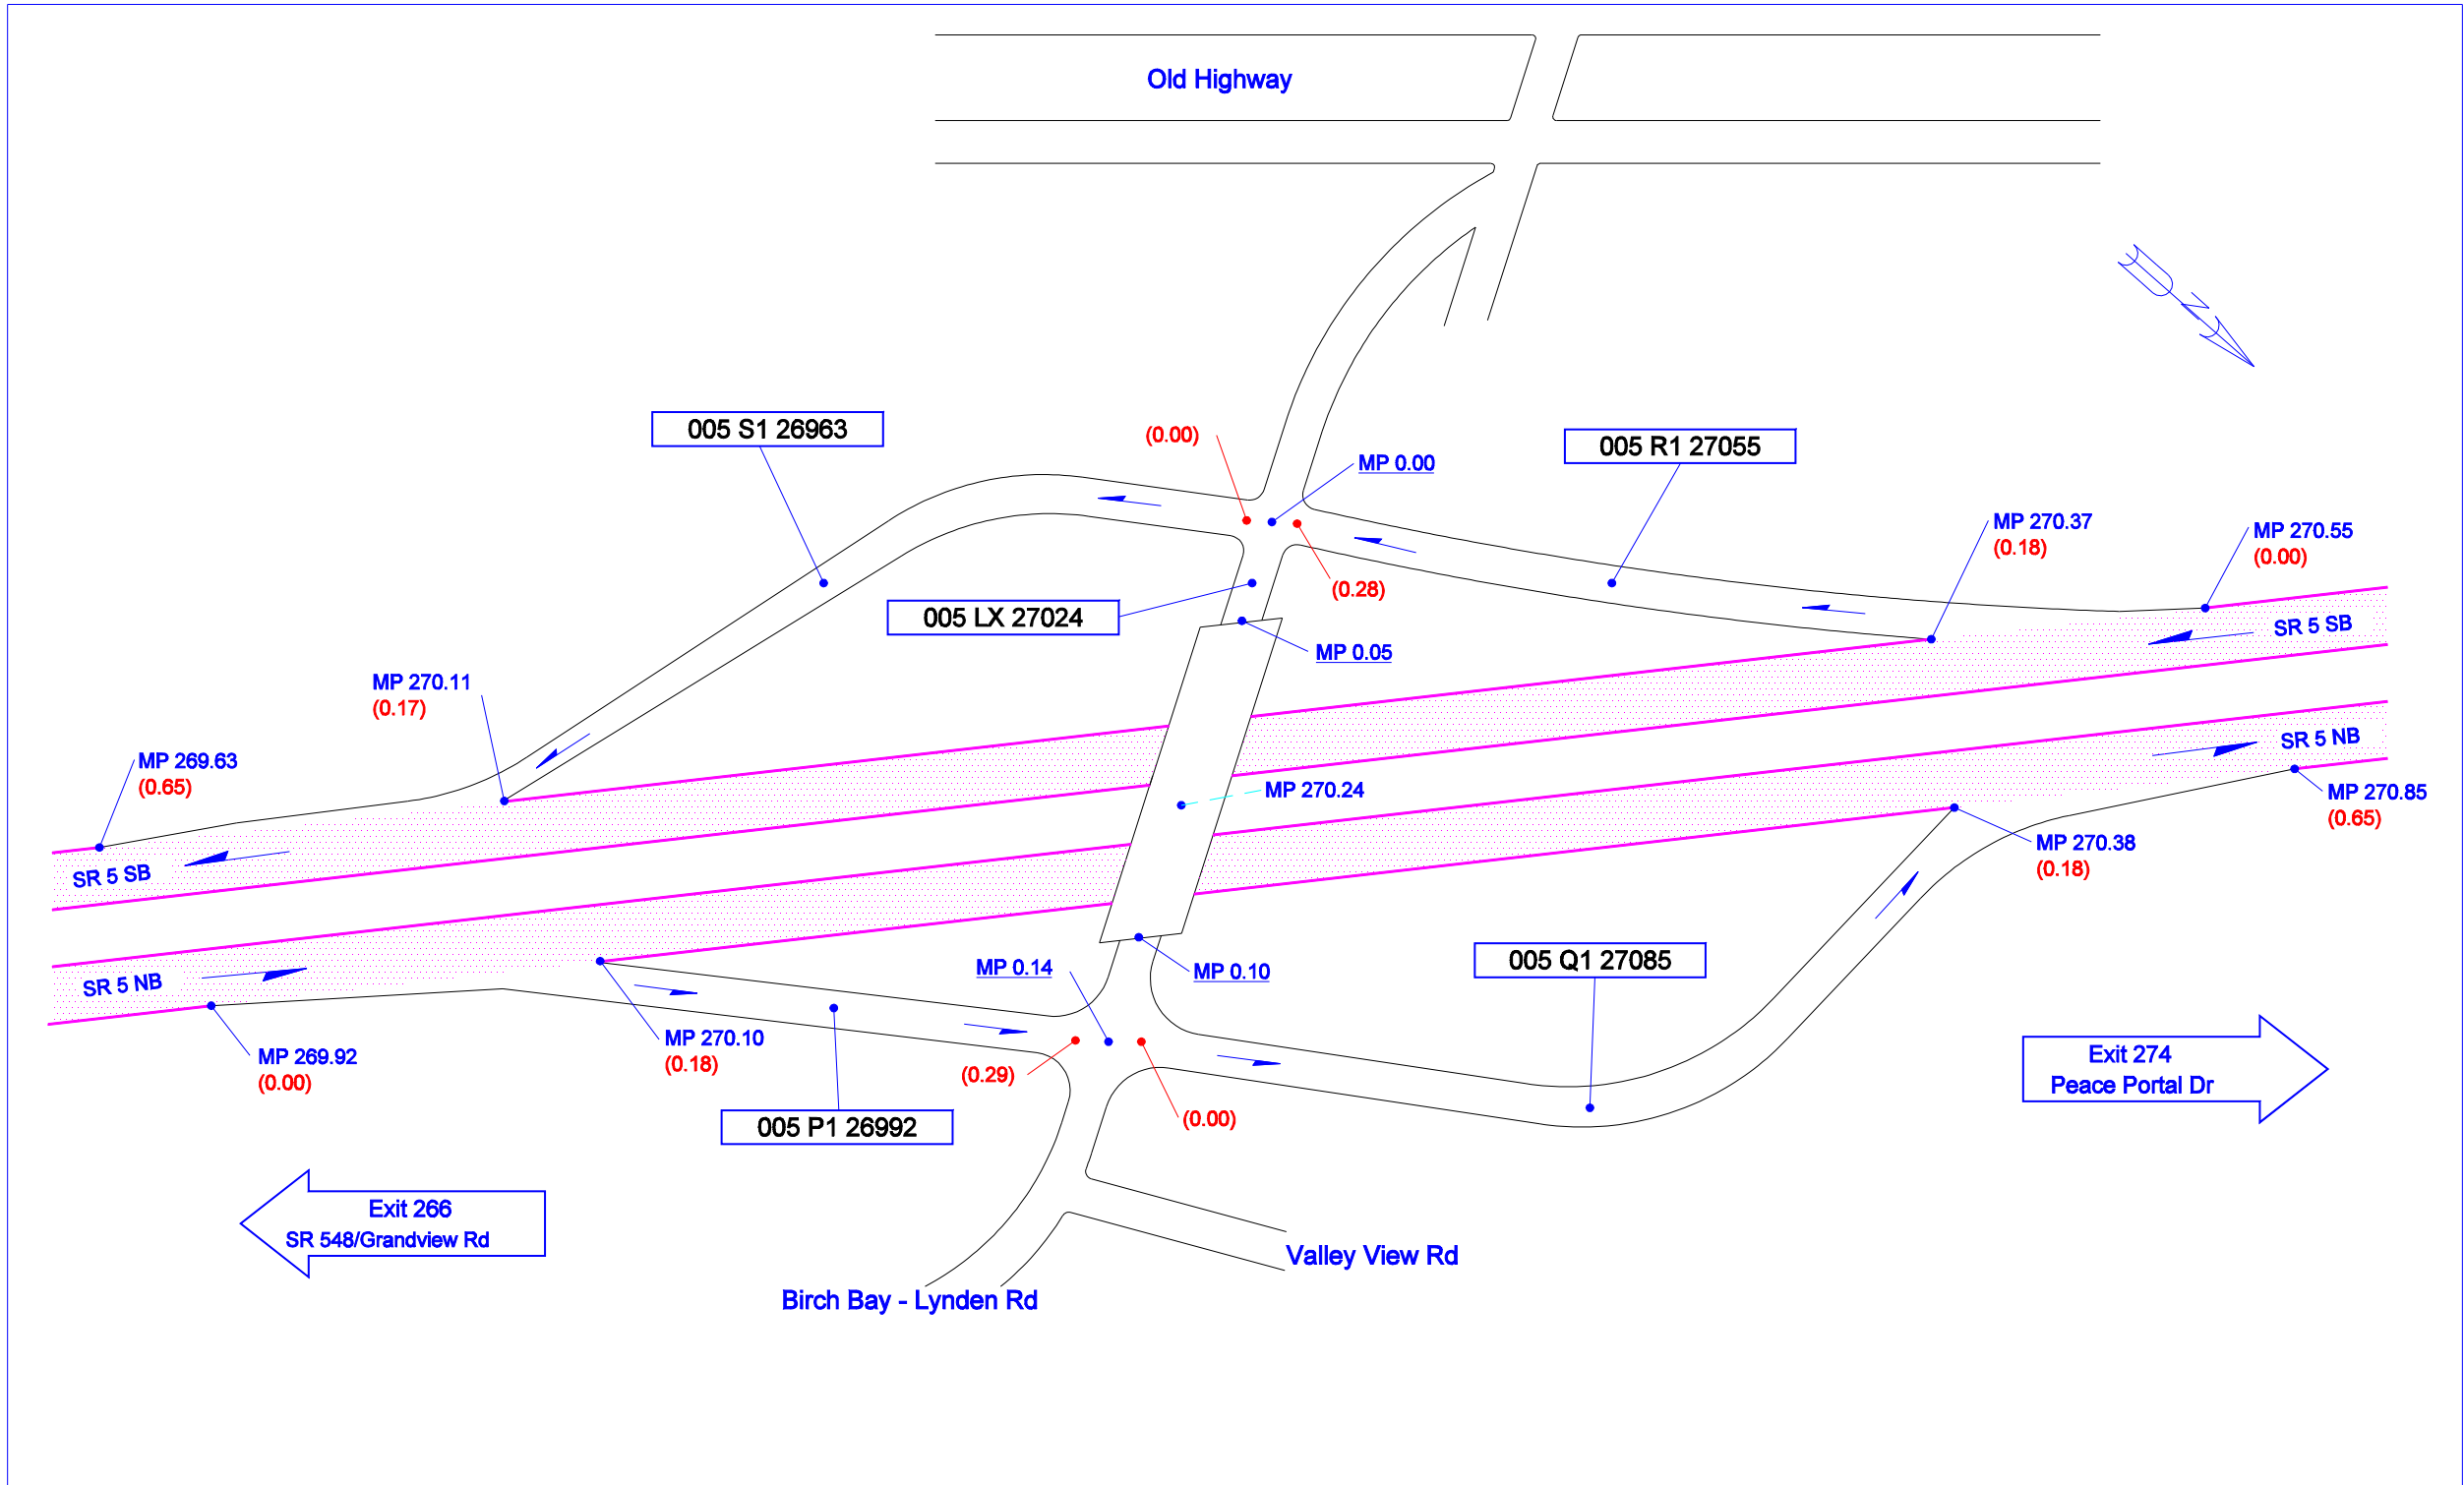 Old Highway
N
005 S1 26963
(0.00)
MP 0.00
005 R1 27055
MP 270.37
(0.18)
MP 270.55
(0.00)
(0.28)
005 LX 27024
SR 5 SB
MP 0.05
MP 270.11
(0.17)
SR 5 NB
MP 269.63
(0.65)
MP 270.24
MP 270.85
(0.65)
MP 270.38
(0.18)
SR 5 SB
005 Q1 27085
MP 0.14
MP 0.10
SR 5 NB
MP 270.10
(0.18)
MP 269.92
(0.00)
(0.29)
Exit 274
Peace Portal Dr
(0.00)
005 P1 26992
Exit 266
SR 548/Grandview Rd
Valley View Rd
Birch Bay - Lynden Rd